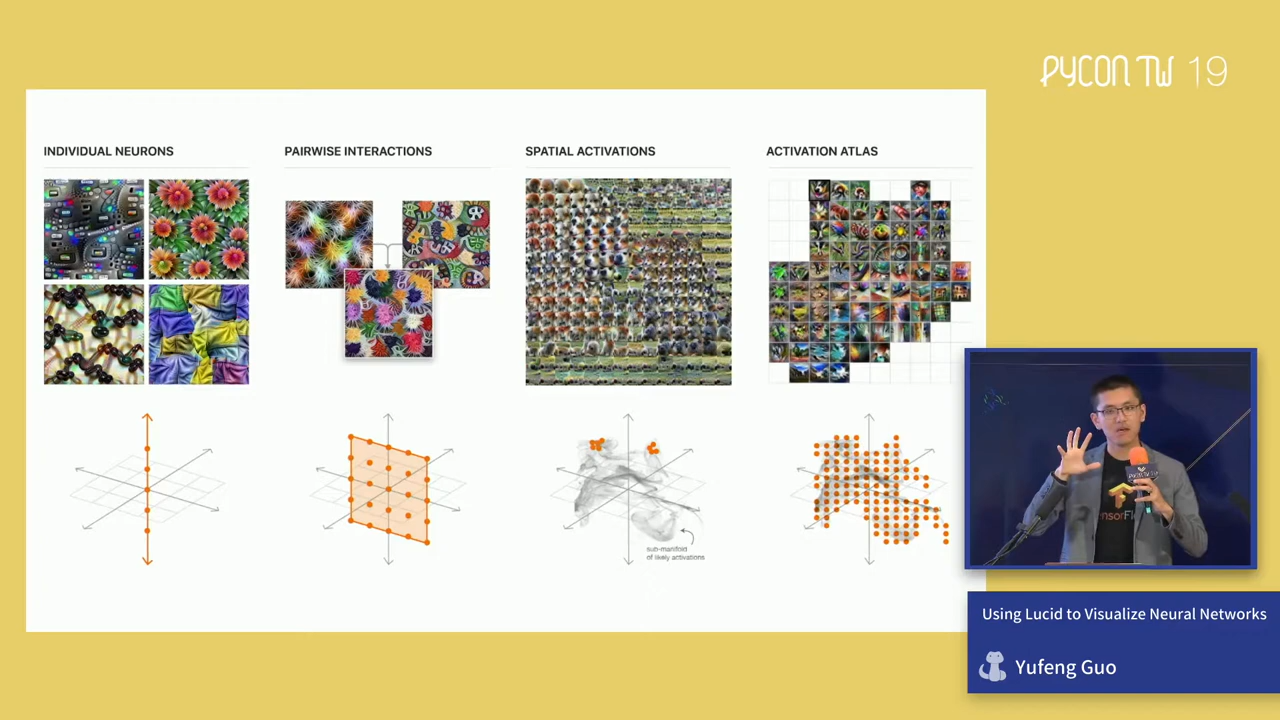 PYCON TW 19
INDIVIDUAL NEURONS
PAIRWISE INTERACTIONS
SPATIAL ACTIVATIONS
ACTIVATION ATLAS
sub-manifold
of likely activations
Using Lucid to Visualize Neural Networks
Yufeng Guo